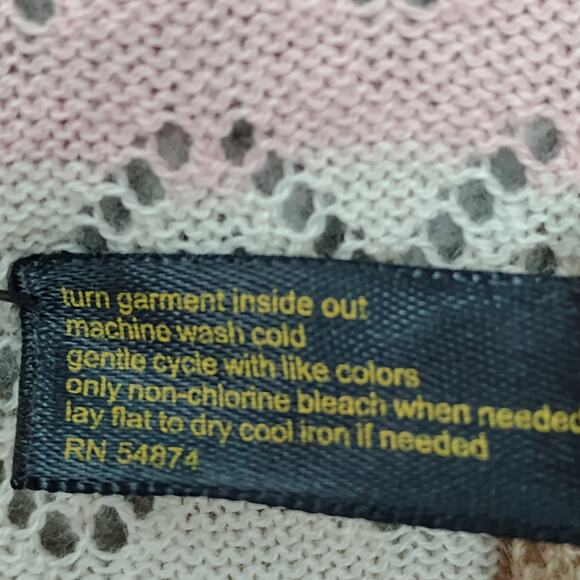 turn garment inside out
machine wash cold
gentle cycle with like colors
only non-chlorine bleach when needed
lay flat to dry cool iron if needed
RN 54874